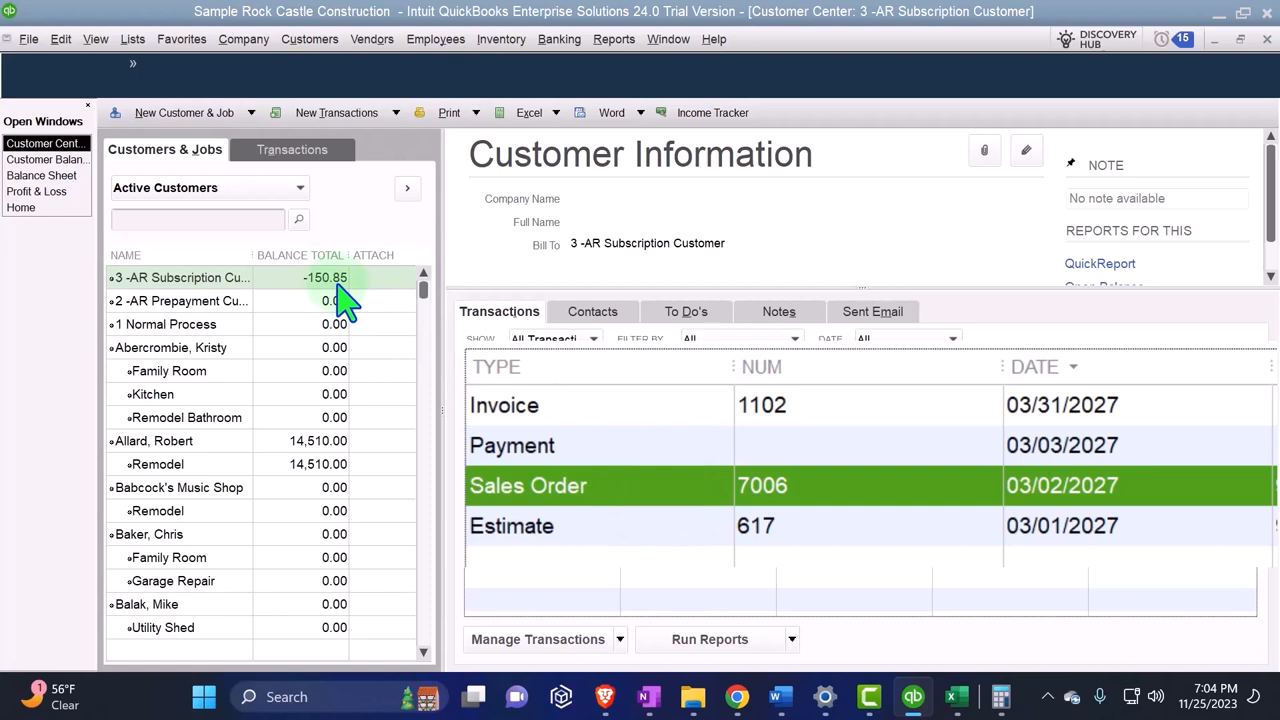 Sample Rock Castle Construction - Intuit QuickBooks Enterprise Solutions 24.0 Trial Version - [Customer Center: 3 -AR Subscription Customer]
File Edit View Lists Favorites Company Customers Vendors Employees Inventory Banking Reports Window Help DISCOVERY HUB 15
»
New Customer & Job New Transactions Print Excel Word Income Tracker
Open Windows
Customer Cent...
Customer Balan...
Balance Sheet
Profit & Loss
Home
Customers & Jobs Transactions
Active Customers
NAME BALANCE TOTAL ATTACH
3 -AR Subscription Cu... -150.85
2 -AR Prepayment Cu...
1 Normal Process 0.00
Abercrombie, Kristy 0.00
Family Room 0.00
Kitchen 0.00
Remodel Bathroom 0.00
Allard, Robert 14,510.00
Remodel 14,510.00
Babcock's Music Shop 0.00
Remodel 0.00
Baker, Chris 0.00
Family Room 0.00
Garage Repair 0.00
Balak, Mike 0.00
Utility Shed 0.00
Customer Information
Company Name
Full Name
Bill To 3 -AR Subscription Customer
NOTE
No note available
REPORTS FOR THIS
QuickReport
Transactions Contacts To Do's Notes Sent Email
SHOW All Transacti... FILTER BY All DATE All
TYPE NUM DATE
Invoice 1102 03/31/2027
Payment 03/03/2027
Sales Order 7006 03/02/2027
Estimate 617 03/01/2027
Manage Transactions Run Reports
1 56°F
Clear
Search
7:04 PM
11/25/2023